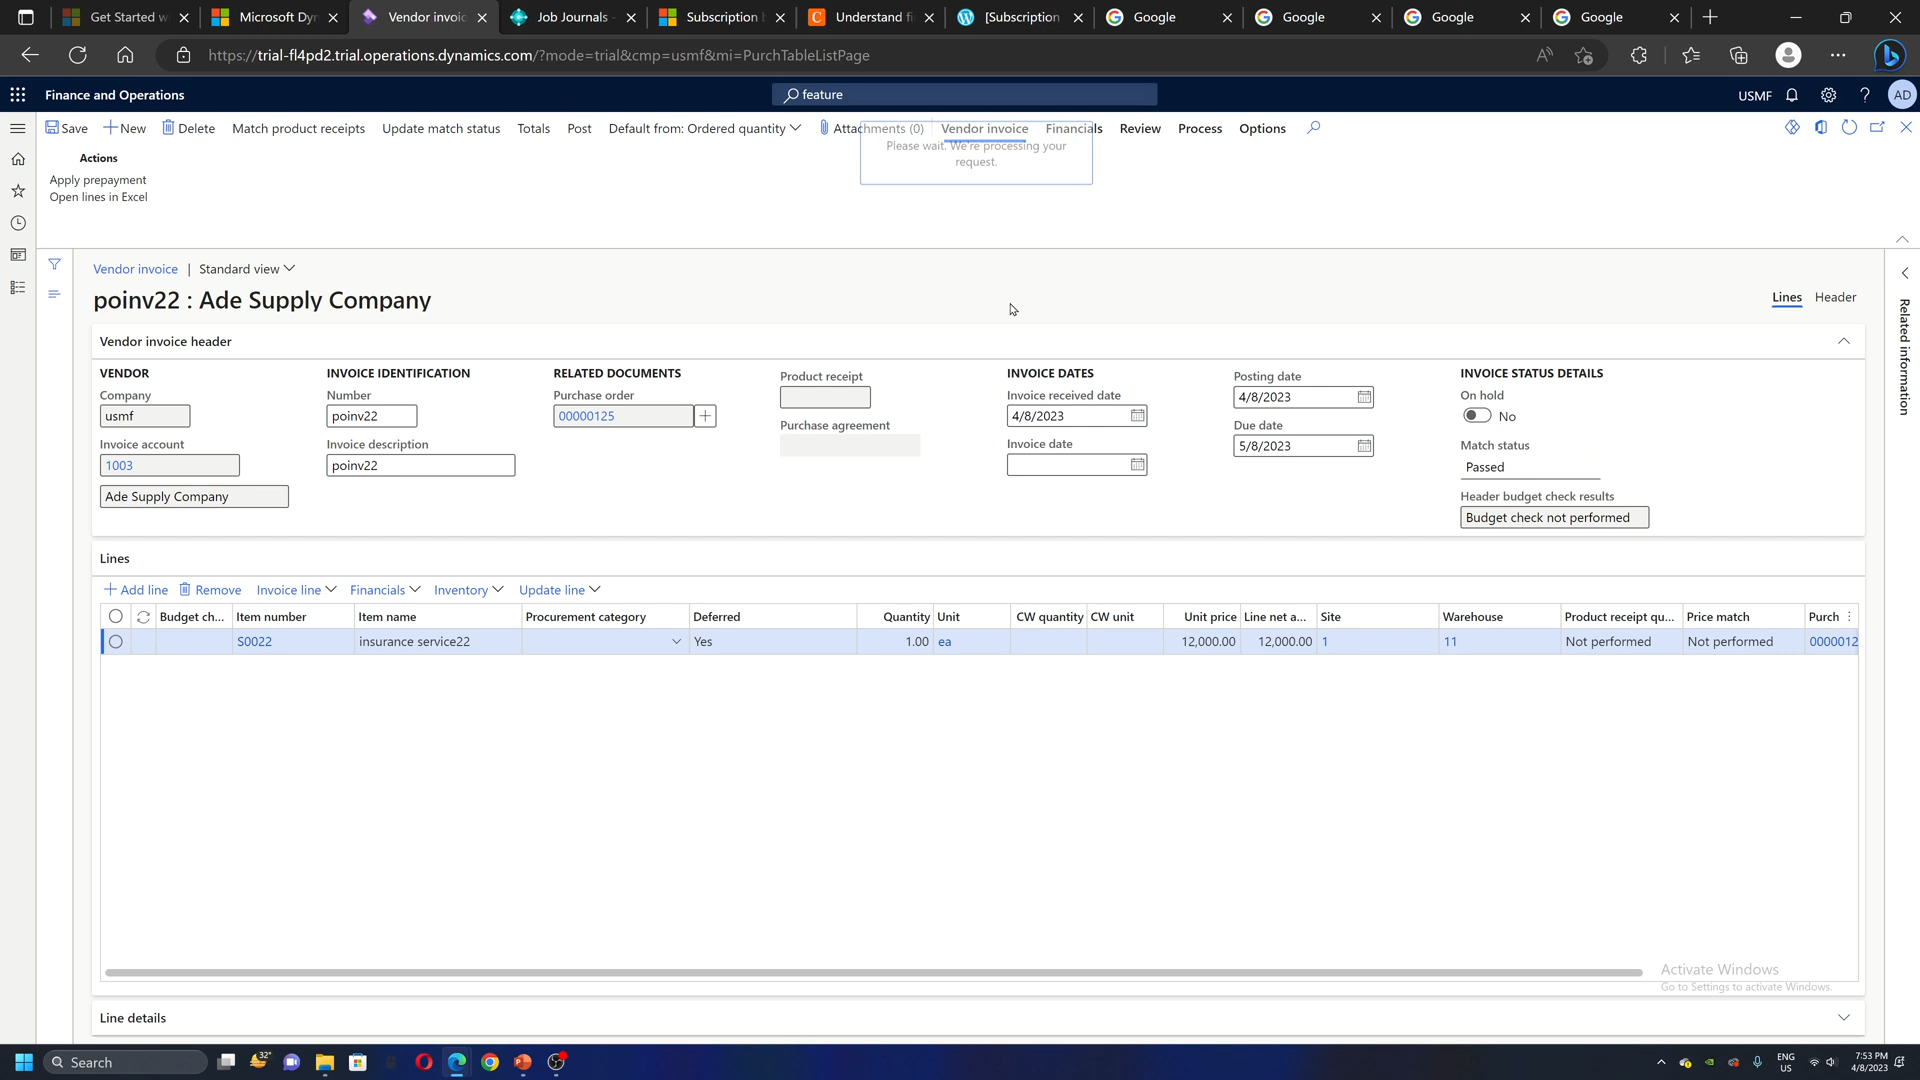 Get Started w
Microsoft Dyn
Vendor invoic
Job Journals -
Subscription b
Understand fi
[Subscription
Google
Google
Google
Google
https://trial-fl4pd2.trial.operations.dynamics.com/?mode=trial&cmp=usmf&mi=PurchTableListPage
Finance and Operations
feature
USMF
AD
Save
New
Delete
Match product receipts
Update match status
Totals
Post
Default from: Ordered quantity
Attachments (0)
Vendor invoice
Financials
Review
Process
Options
Please wait. We're processing your
request.
Actions
Apply prepayment
Open lines in Excel
Vendor invoice | Standard view
poinv22 : Ade Supply Company
Lines
Header
Related information
Vendor invoice header
VENDOR
Company
usmf
Invoice account
1003
Ade Supply Company
INVOICE IDENTIFICATION
Number
poinv22
Invoice description
poinv22
RELATED DOCUMENTS
Purchase order
00000125
Product receipt
Purchase agreement
INVOICE DATES
Invoice received date
4/8/2023
Invoice date
Posting date
4/8/2023
Due date
5/8/2023
INVOICE STATUS DETAILS
On hold
No
Match status
Passed
Header budget check results
Budget check not performed
Lines
Add line
Remove
Invoice line
Financials
Inventory
Update line
Budget ch... Item number Item name Procurement category Deferred Quantity Unit CW quantity CW unit Unit price Line net a... Site Warehouse Product receipt qu... Price match Purch
S0022 insurance service22 Yes 1.00 ea 12,000.00 12,000.00 1 11 Not performed Not performed 0000012
Activate Windows
Go to Settings to activate Windows.
Line details
Search
32°
ENG
US
7:53 PM
4/8/2023